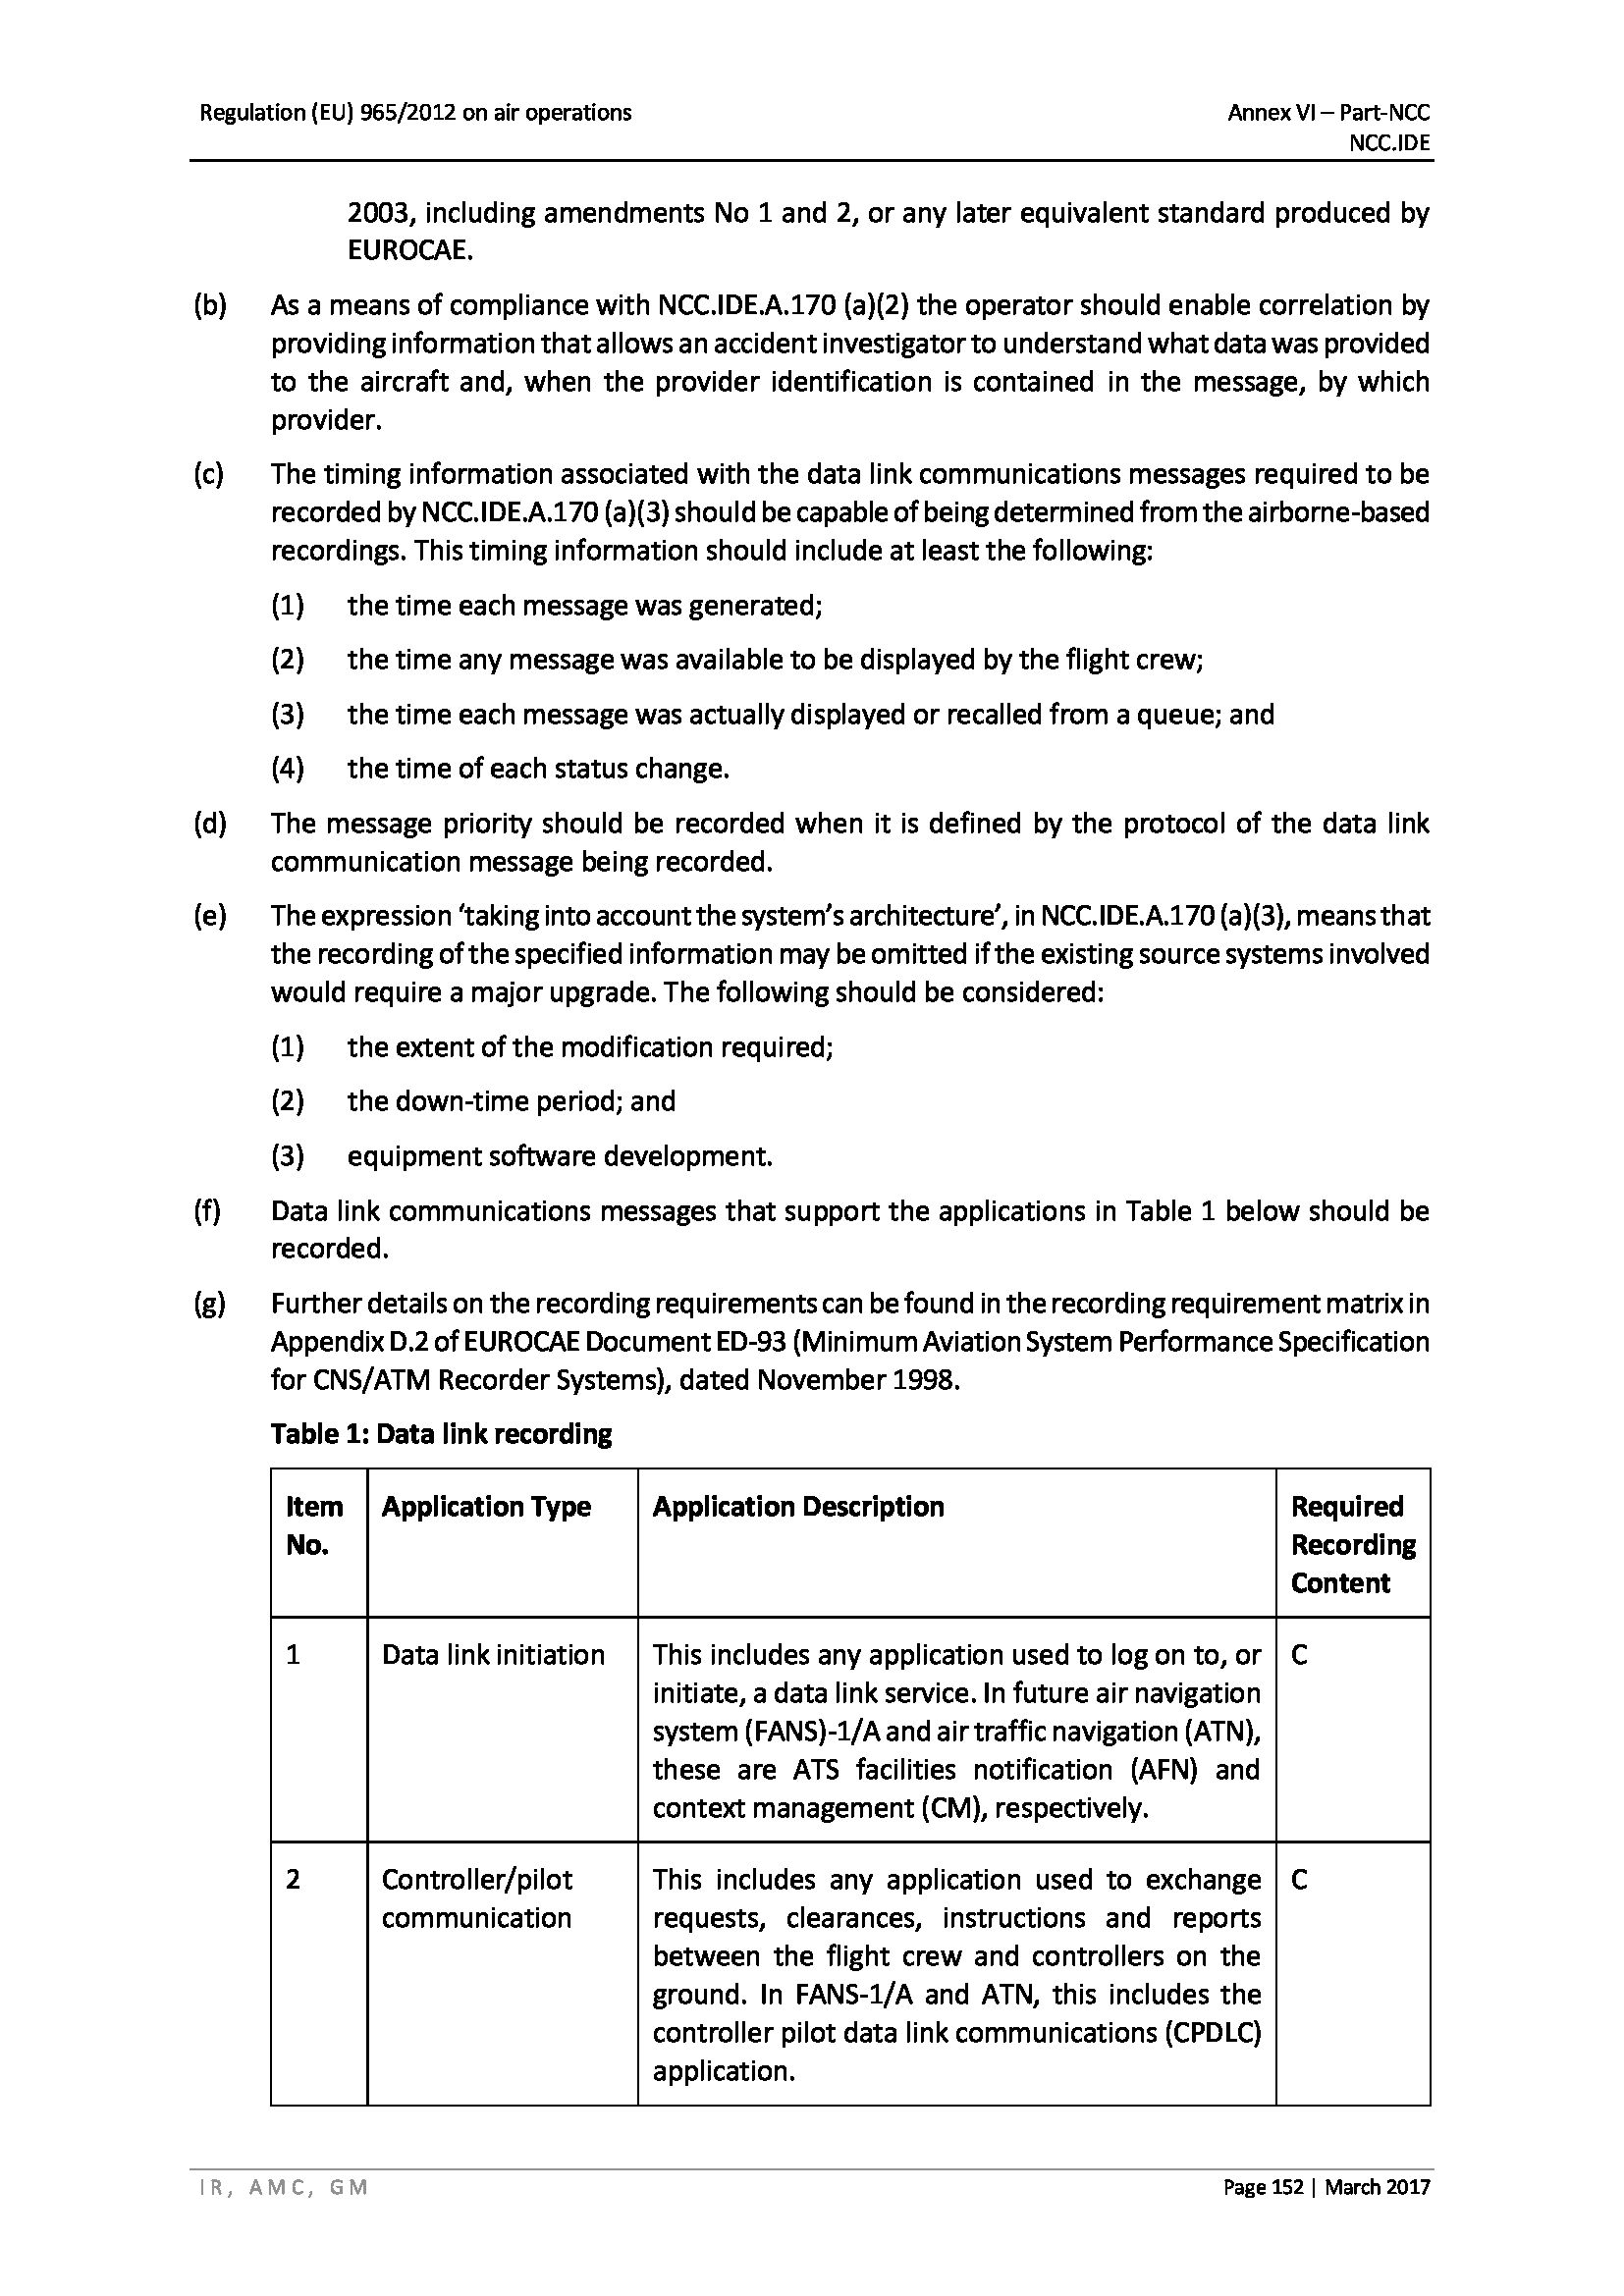 Regulation (EU) 965/2012 on air operations
Annex VI – Part-NCC
NCC.IDE
2003, including amendments No 1 and 2, or any later equivalent standard produced by
EUROCAE.
(b) As a means of compliance with NCC.IDE.A.170 (a)(2) the operator should enable correlation by
providing information that allows an accident investigator to understand what data was provided
to the aircraft and, when the provider identification is contained in the message, by which
provider.
(c) The timing information associated with the data link communications messages required to be
recorded by NCC.IDE.A.170 (a)(3) should be capable of being determined from the airborne-based
recordings. This timing information should include at least the following:
(1) the time each message was generated;
(2) the time any message was available to be displayed by the flight crew;
(3) the time each message was actually displayed or recalled from a queue; and
(4) the time of each status change.
(d) The message priority should be recorded when it is defined by the protocol of the data link
communication message being recorded.
(e) The expression ‘taking into account the system’s architecture’, in NCC.IDE.A.170 (a)(3), means that
the recording of the specified information may be omitted if the existing source systems involved
would require a major upgrade. The following should be considered:
(1) the extent of the modification required;
(2) the down-time period; and
(3) equipment software development.
(f) Data link communications messages that support the applications in Table 1 below should be
recorded.
(g) Further details on the recording requirements can be found in the recording requirement matrix in
Appendix D.2 of EUROCAE Document ED-93 (Minimum Aviation System Performance Specification
for CNS/ATM Recorder Systems), dated November 1998.
Table 1: Data link recording
Item
No.
Application Type
Application Description
Required
Recording
Content
1
Data link initiation
This includes any application used to log on to, or
initiate, a data link service. In future air navigation
system (FANS)-1/A and air traffic navigation (ATN),
these are ATS facilities notification (AFN) and
context management (CM), respectively.
C
2
Controller/pilot
communication
This includes any application used to exchange
requests, clearances, instructions and reports
between the flight crew and controllers on the
ground. In FANS-1/A and ATN, this includes the
controller pilot data link communications (CPDLC)
application.
C
IR, AMC, GM
Page 152 | March 2017